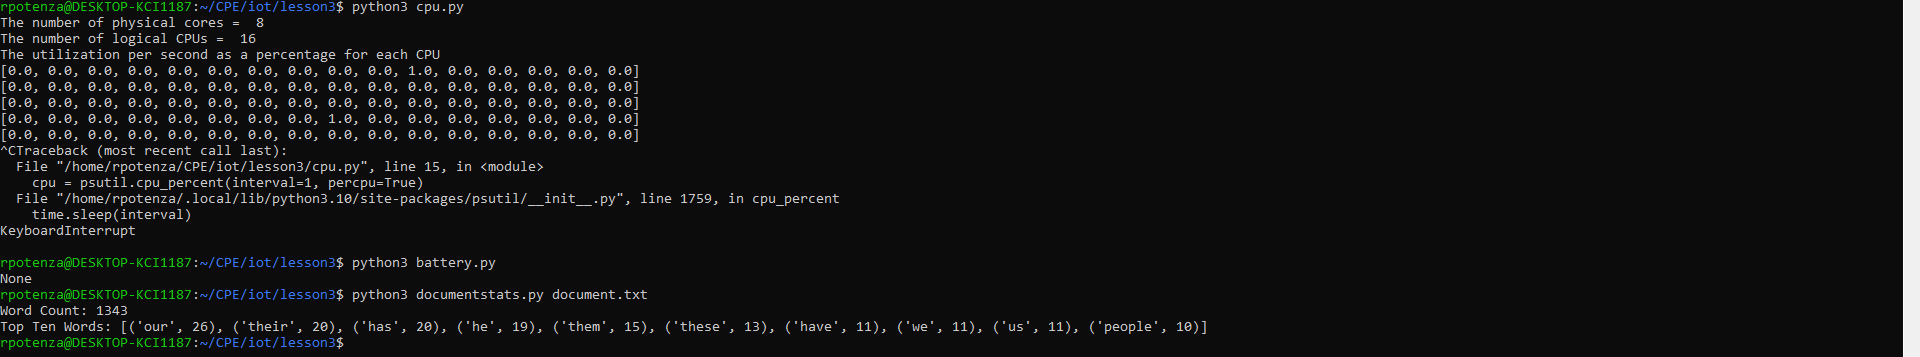 rpotenza@DESKTOP-KCI1187:~/CPE/iot/lesson3$ python3 cpu.py
The number of physical cores =  8
The number of logical CPUs =  16
The utilization per second as a percentage for each CPU
[0.0, 0.0, 0.0, 0.0, 0.0, 0.0, 0.0, 0.0, 0.0, 0.0, 1.0, 0.0, 0.0, 0.0, 0.0, 0.0]
[0.0, 0.0, 0.0, 0.0, 0.0, 0.0, 0.0, 0.0, 0.0, 0.0, 0.0, 0.0, 0.0, 0.0, 0.0, 0.0]
[0.0, 0.0, 0.0, 0.0, 0.0, 0.0, 0.0, 0.0, 0.0, 0.0, 0.0, 0.0, 0.0, 0.0, 0.0, 0.0]
[0.0, 0.0, 0.0, 0.0, 0.0, 0.0, 0.0, 0.0, 1.0, 0.0, 0.0, 0.0, 0.0, 0.0, 0.0, 0.0]
[0.0, 0.0, 0.0, 0.0, 0.0, 0.0, 0.0, 0.0, 0.0, 0.0, 0.0, 0.0, 0.0, 0.0, 0.0, 0.0]
^CTraceback (most recent call last):
  File "/home/rpotenza/CPE/iot/lesson3/cpu.py", line 15, in <module>
    cpu = psutil.cpu_percent(interval=1, percpu=True)
  File "/home/rpotenza/.local/lib/python3.10/site-packages/psutil/__init__.py", line 1759, in cpu_percent
    time.sleep(interval)
KeyboardInterrupt

rpotenza@DESKTOP-KCI1187:~/CPE/iot/lesson3$ python3 battery.py
None
rpotenza@DESKTOP-KCI1187:~/CPE/iot/lesson3$ python3 documentstats.py document.txt
Word Count: 1343
Top Ten Words: [('our', 26), ('their', 20), ('has', 20), ('he', 19), ('them', 15), ('these', 13), ('have', 11), ('we', 11), ('us', 11), ('people', 10)]
rpotenza@DESKTOP-KCI1187:~/CPE/iot/lesson3$